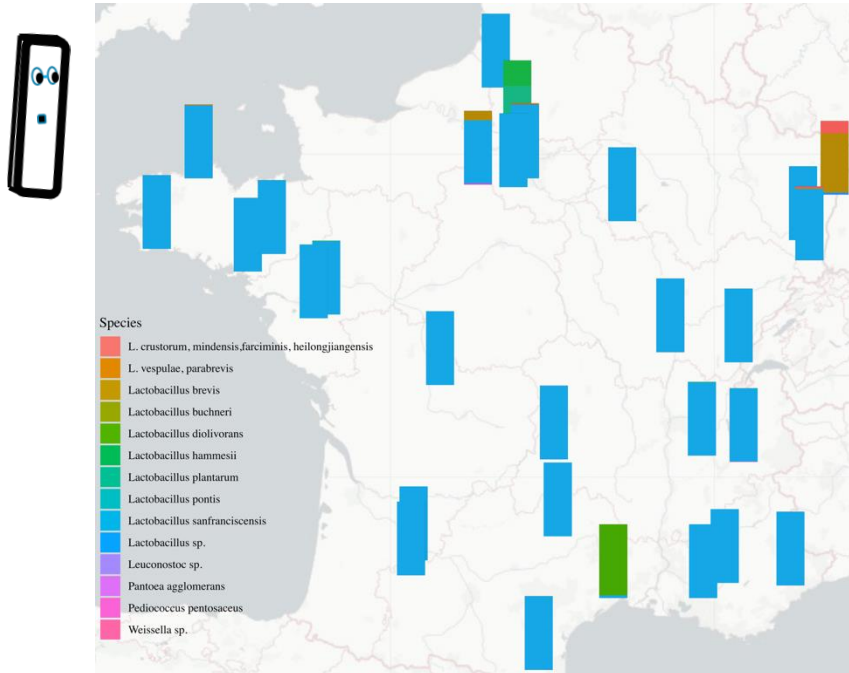 Species
L. crustorum, mindensis,farciminis, heilongjiangensis
L. vespulae, parabrevis
Lactobacillus brevis
Lactobacillus buchneri
Lactobacillus diolivorans
Lactobacillus hammesii
Lactobacillus plantarum
Lactobacillus pontis
Lactobacillus sanfranciscensis
Lactobacillus sp.
Leuconostoc sp.
Pantoea agglomerans
Pediococcus pentosaceus
Weissella sp.